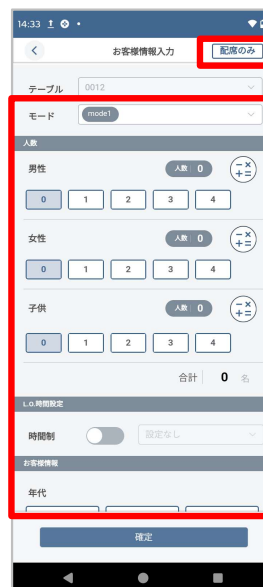 14:33
お客様情報入力 配席のみ
テーブル 0012
モード mode1
人数
男性 人数 0
0 1 2 3 4
女性 人数 0
0 1 2 3 4
子供 人数 0
0 1 2 3 4
合計 0 名
L.O.時間設定
時間制 設定なし
お客様情報
年代
確定